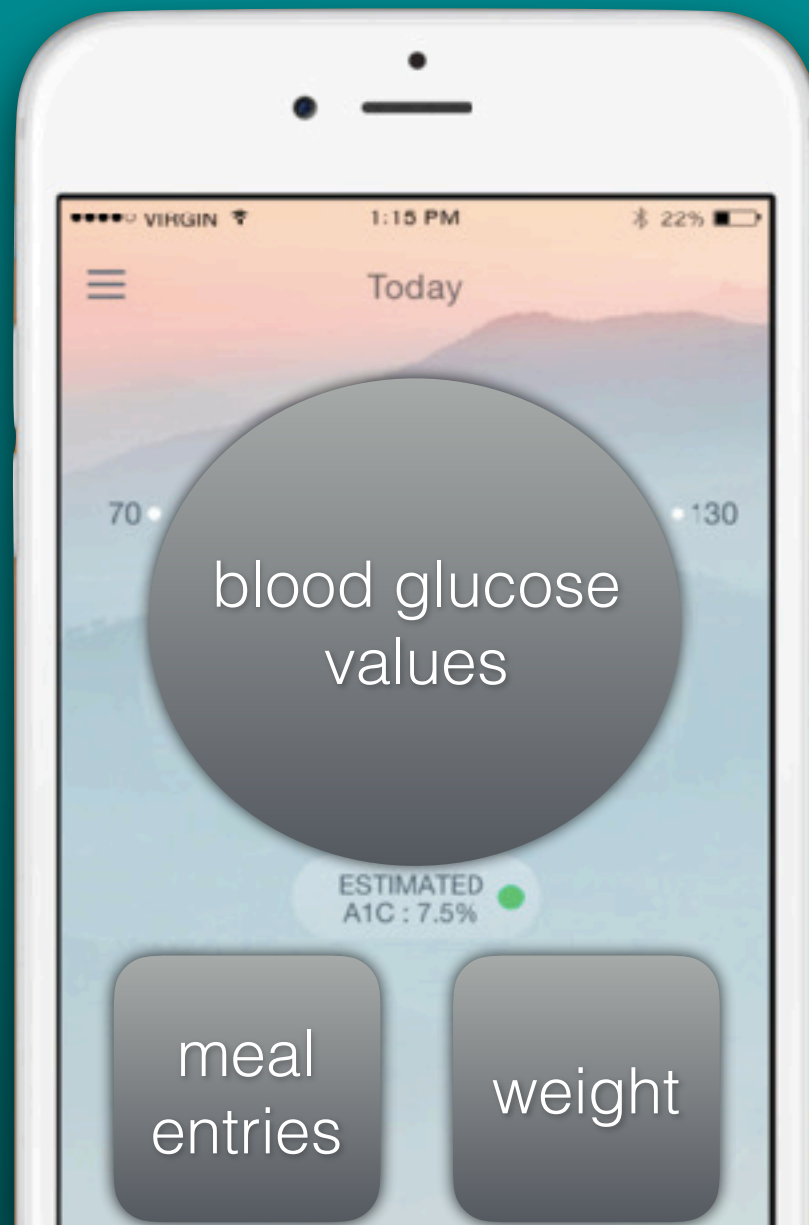 VIRGIN 1:15 PM 22%
Today
70 130
blood glucose
values
ESTIMATED
A1C : 7.5%
meal
entries
weight